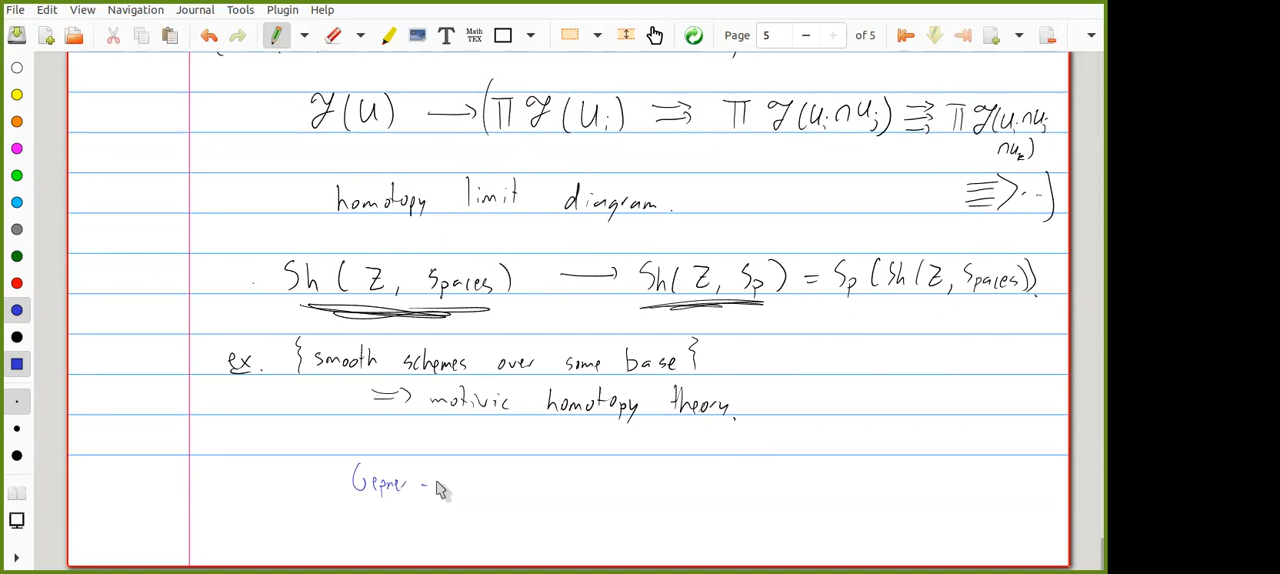 File Edit View Navigation Journal Tools Plugin Help
T Math TEX Page 5 of 5
𝓕(U) ⟶ (Π 𝓕(Ui) ⇉ Π 𝓕(Ui∩Uj) ⇶ Π 𝓕(Ui∩Uj
∩Uk)
homotopy limit diagram. ...)
Sh(Z, Spaces) ⟶ Sh(Z, Sp) = Sp(Sh(Z, Spaces)).
ex. {smooth schemes over some base}
⇒ motivic homotopy theory.
Gepner -